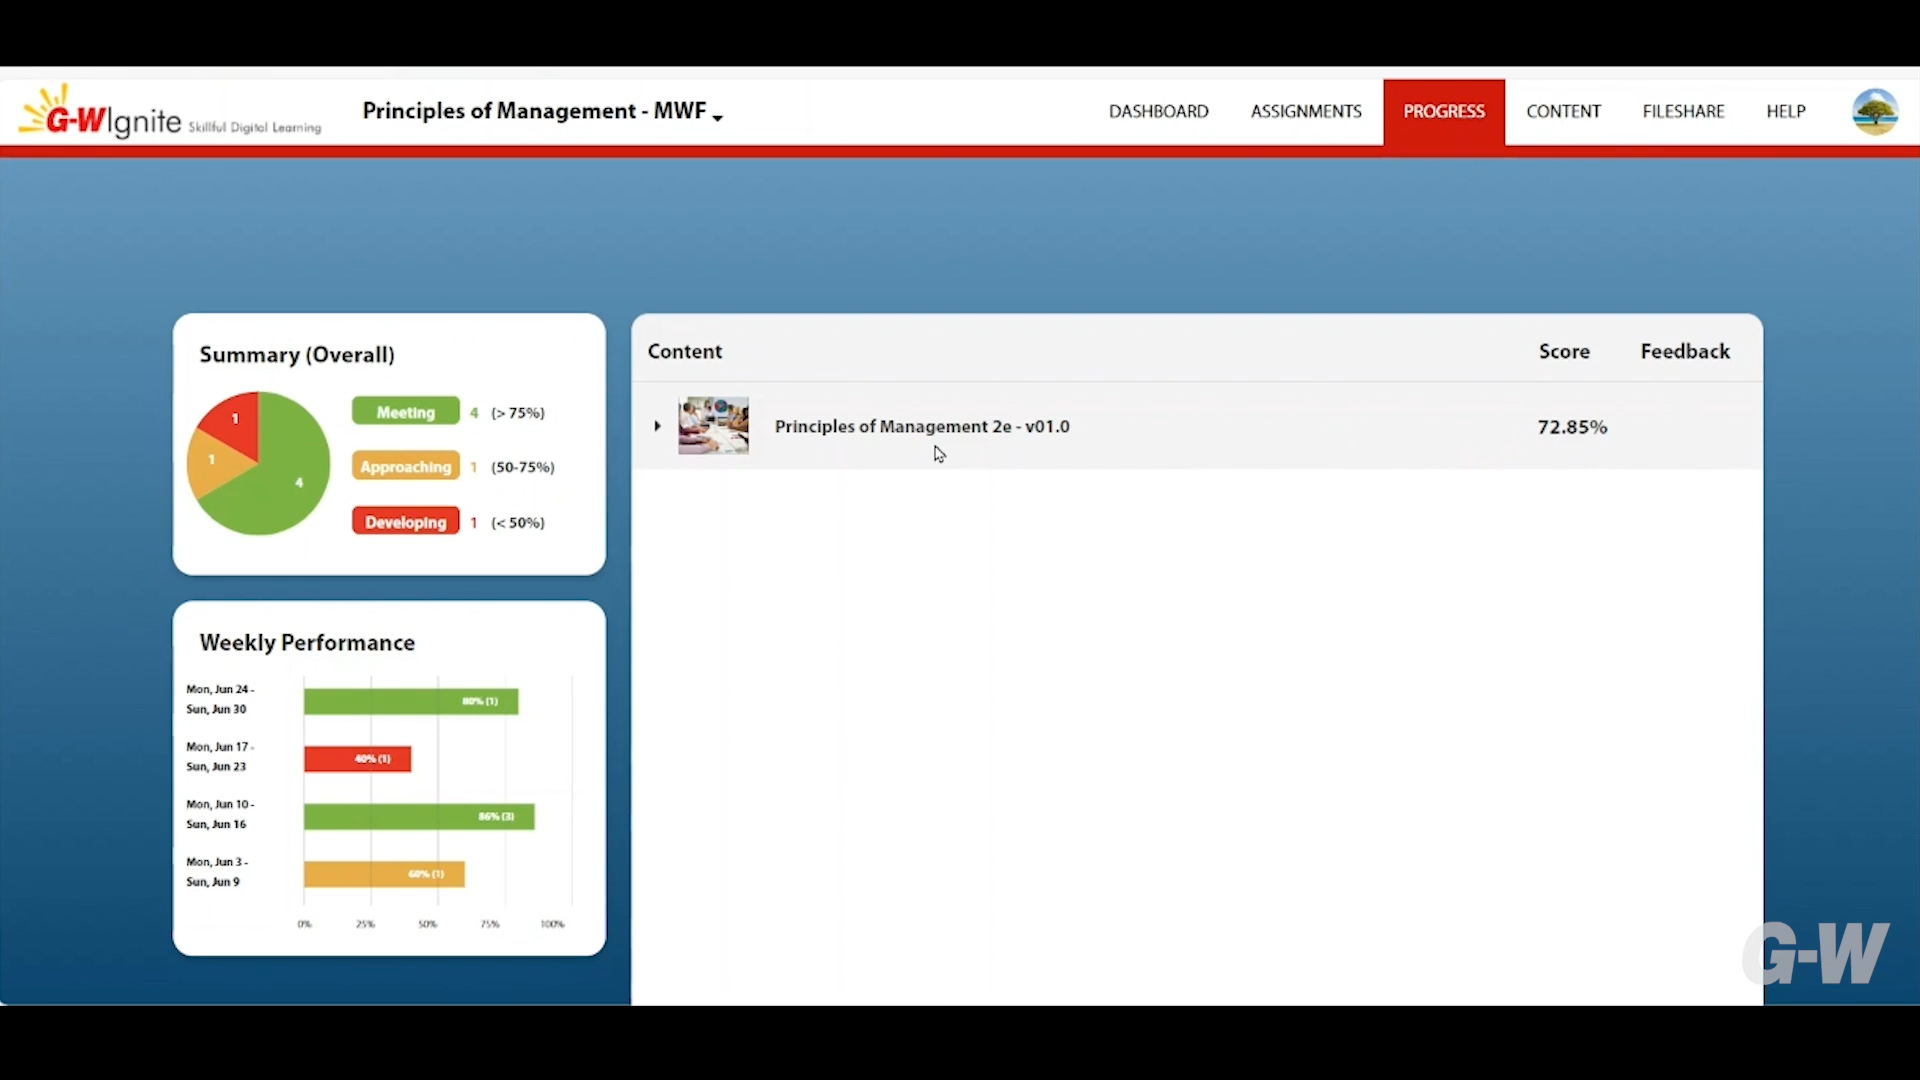 G-W Ignite Skillful Digital Learning
Principles of Management - MWF
DASHBOARD
ASSIGNMENTS
PROGRESS
CONTENT
FILESHARE
HELP
Summary (Overall)
1
1
4
Meeting 4 (> 75%)
Approaching 1 (50-75%)
Developing 1 (< 50%)
Content Score Feedback
Principles of Management 2e - v01.0 72.85%
Weekly Performance
Mon, Jun 24 -
Sun, Jun 30
80% (1)
Mon, Jun 17 -
Sun, Jun 23
40% (1)
Mon, Jun 10 -
Sun, Jun 16
86% (3)
Mon, Jun 3 -
Sun, Jun 9
60% (1)
0% 25% 50% 75% 100%
G-W